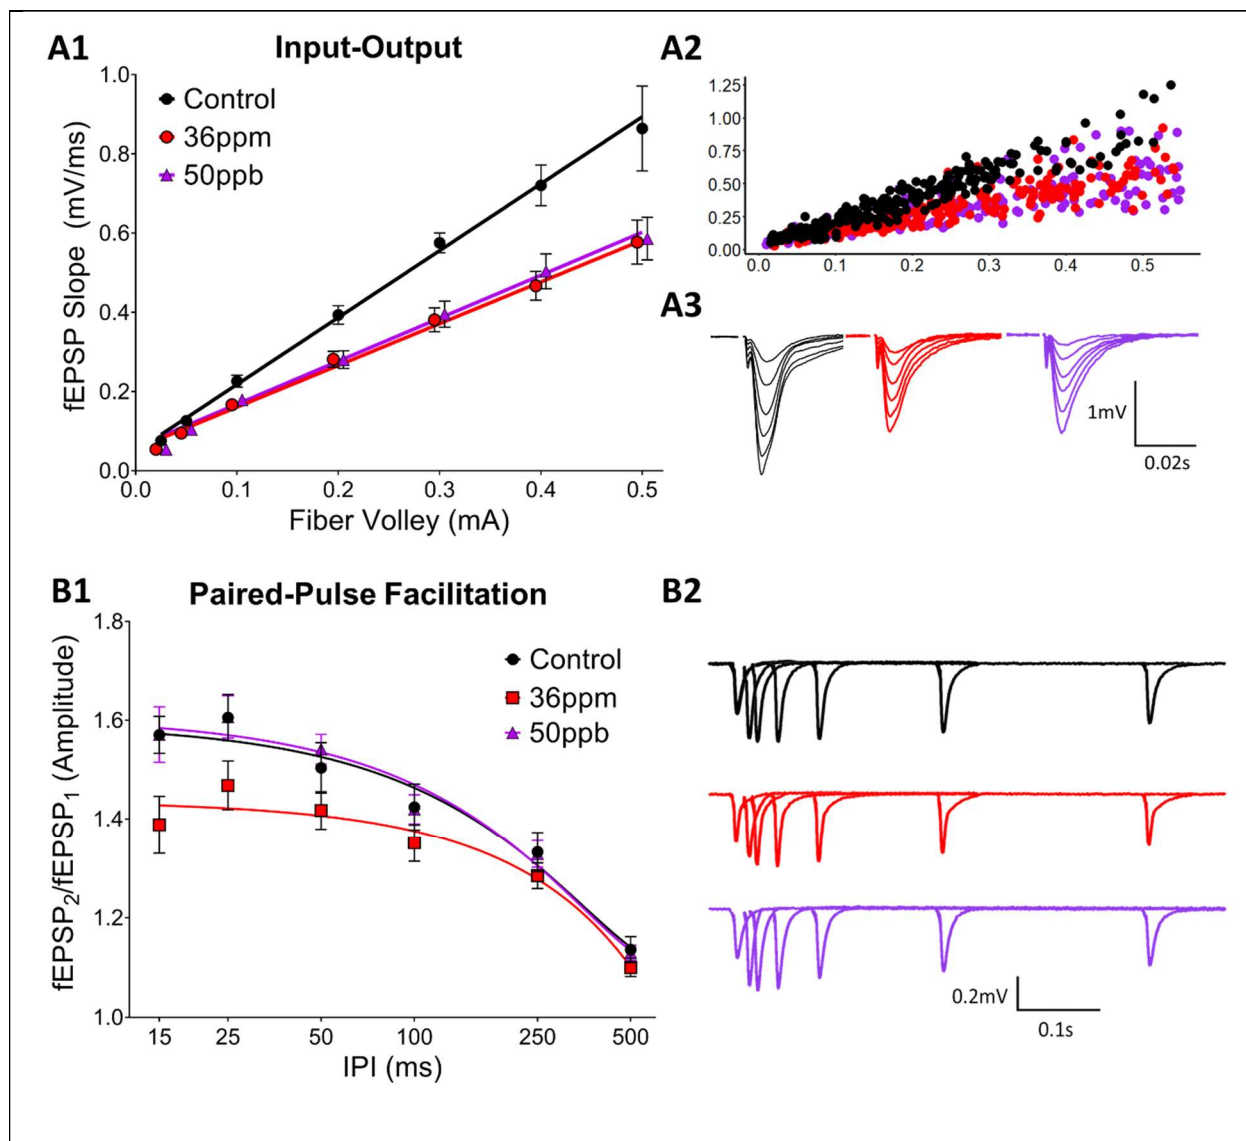 A1
Input-Output
1.0
0.8
0.6
0.4
0.2
0.0
Control
36ppm
50ppb
fEPSP Slope (mV/ms)
0.0 0.1 0.2 0.3 0.4 0.5
Fiber Volley (mA)
A2
1.25
1.00
0.75
0.50
0.25
0.00
0.0 0.1 0.2 0.3 0.4 0.5
A3
1mV
0.02s
B1
Paired-Pulse Facilitation
1.8
1.6
1.4
1.2
1.0
Control
36ppm
50ppb
fEPSP2/fEPSP1 (Amplitude)
15 25 50 100 250 500
IPI (ms)
B2
0.2mV
0.1s